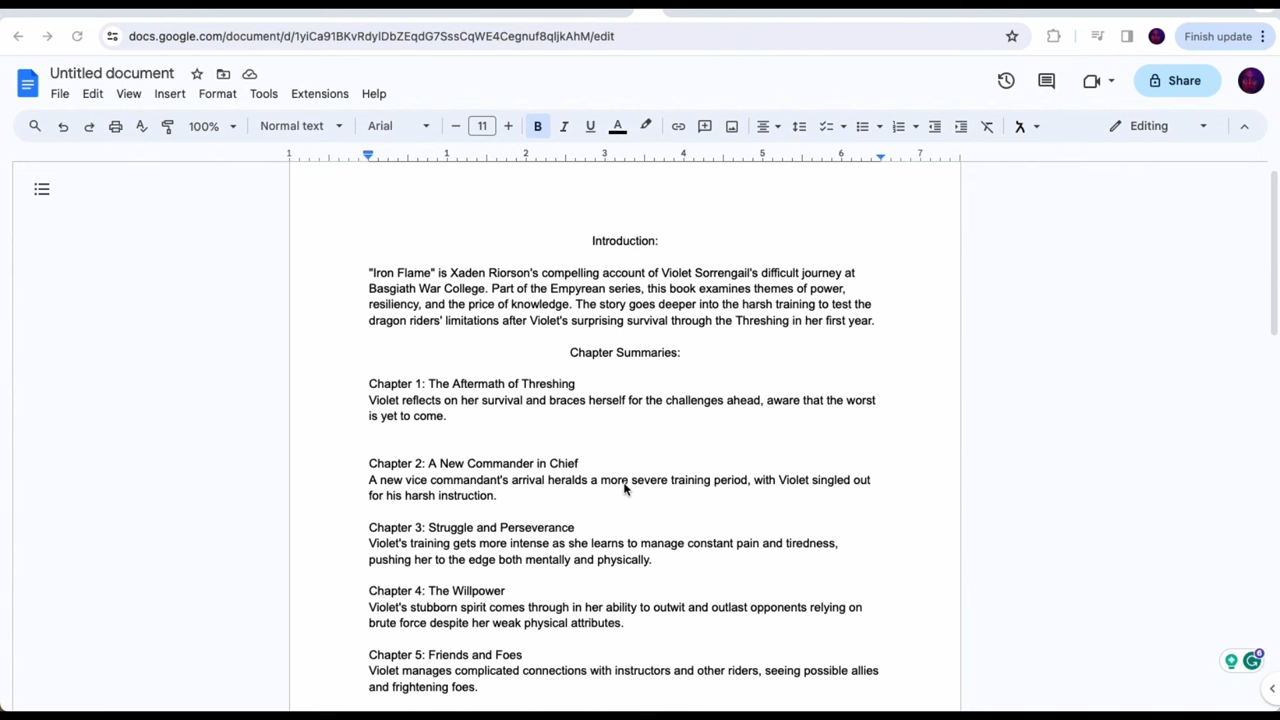 docs.google.com/document/d/1yiCa91BKvRdyIDbZEqdG7SssCqWE4Cegnuf8qljkAhM/edit
Finish update
Untitled document
File Edit View Insert Format Tools Extensions Help
Share
100% Normal text Arial 11 B I U A
Editing
1 1 2 3 4 5 6 7
Introduction:
"Iron Flame" is Xaden Riorson's compelling account of Violet Sorrengail's difficult journey at
Basgiath War College. Part of the Empyrean series, this book examines themes of power,
resiliency, and the price of knowledge. The story goes deeper into the harsh training to test the
dragon riders' limitations after Violet's surprising survival through the Threshing in her first year.
Chapter Summaries:
Chapter 1: The Aftermath of Threshing
Violet reflects on her survival and braces herself for the challenges ahead, aware that the worst
is yet to come.
Chapter 2: A New Commander in Chief
A new vice commandant's arrival heralds a more severe training period, with Violet singled out
for his harsh instruction.
Chapter 3: Struggle and Perseverance
Violet's training gets more intense as she learns to manage constant pain and tiredness,
pushing her to the edge both mentally and physically.
Chapter 4: The Willpower
Violet's stubborn spirit comes through in her ability to outwit and outlast opponents relying on
brute force despite her weak physical attributes.
Chapter 5: Friends and Foes
Violet manages complicated connections with instructors and other riders, seeing possible allies
and frightening foes.